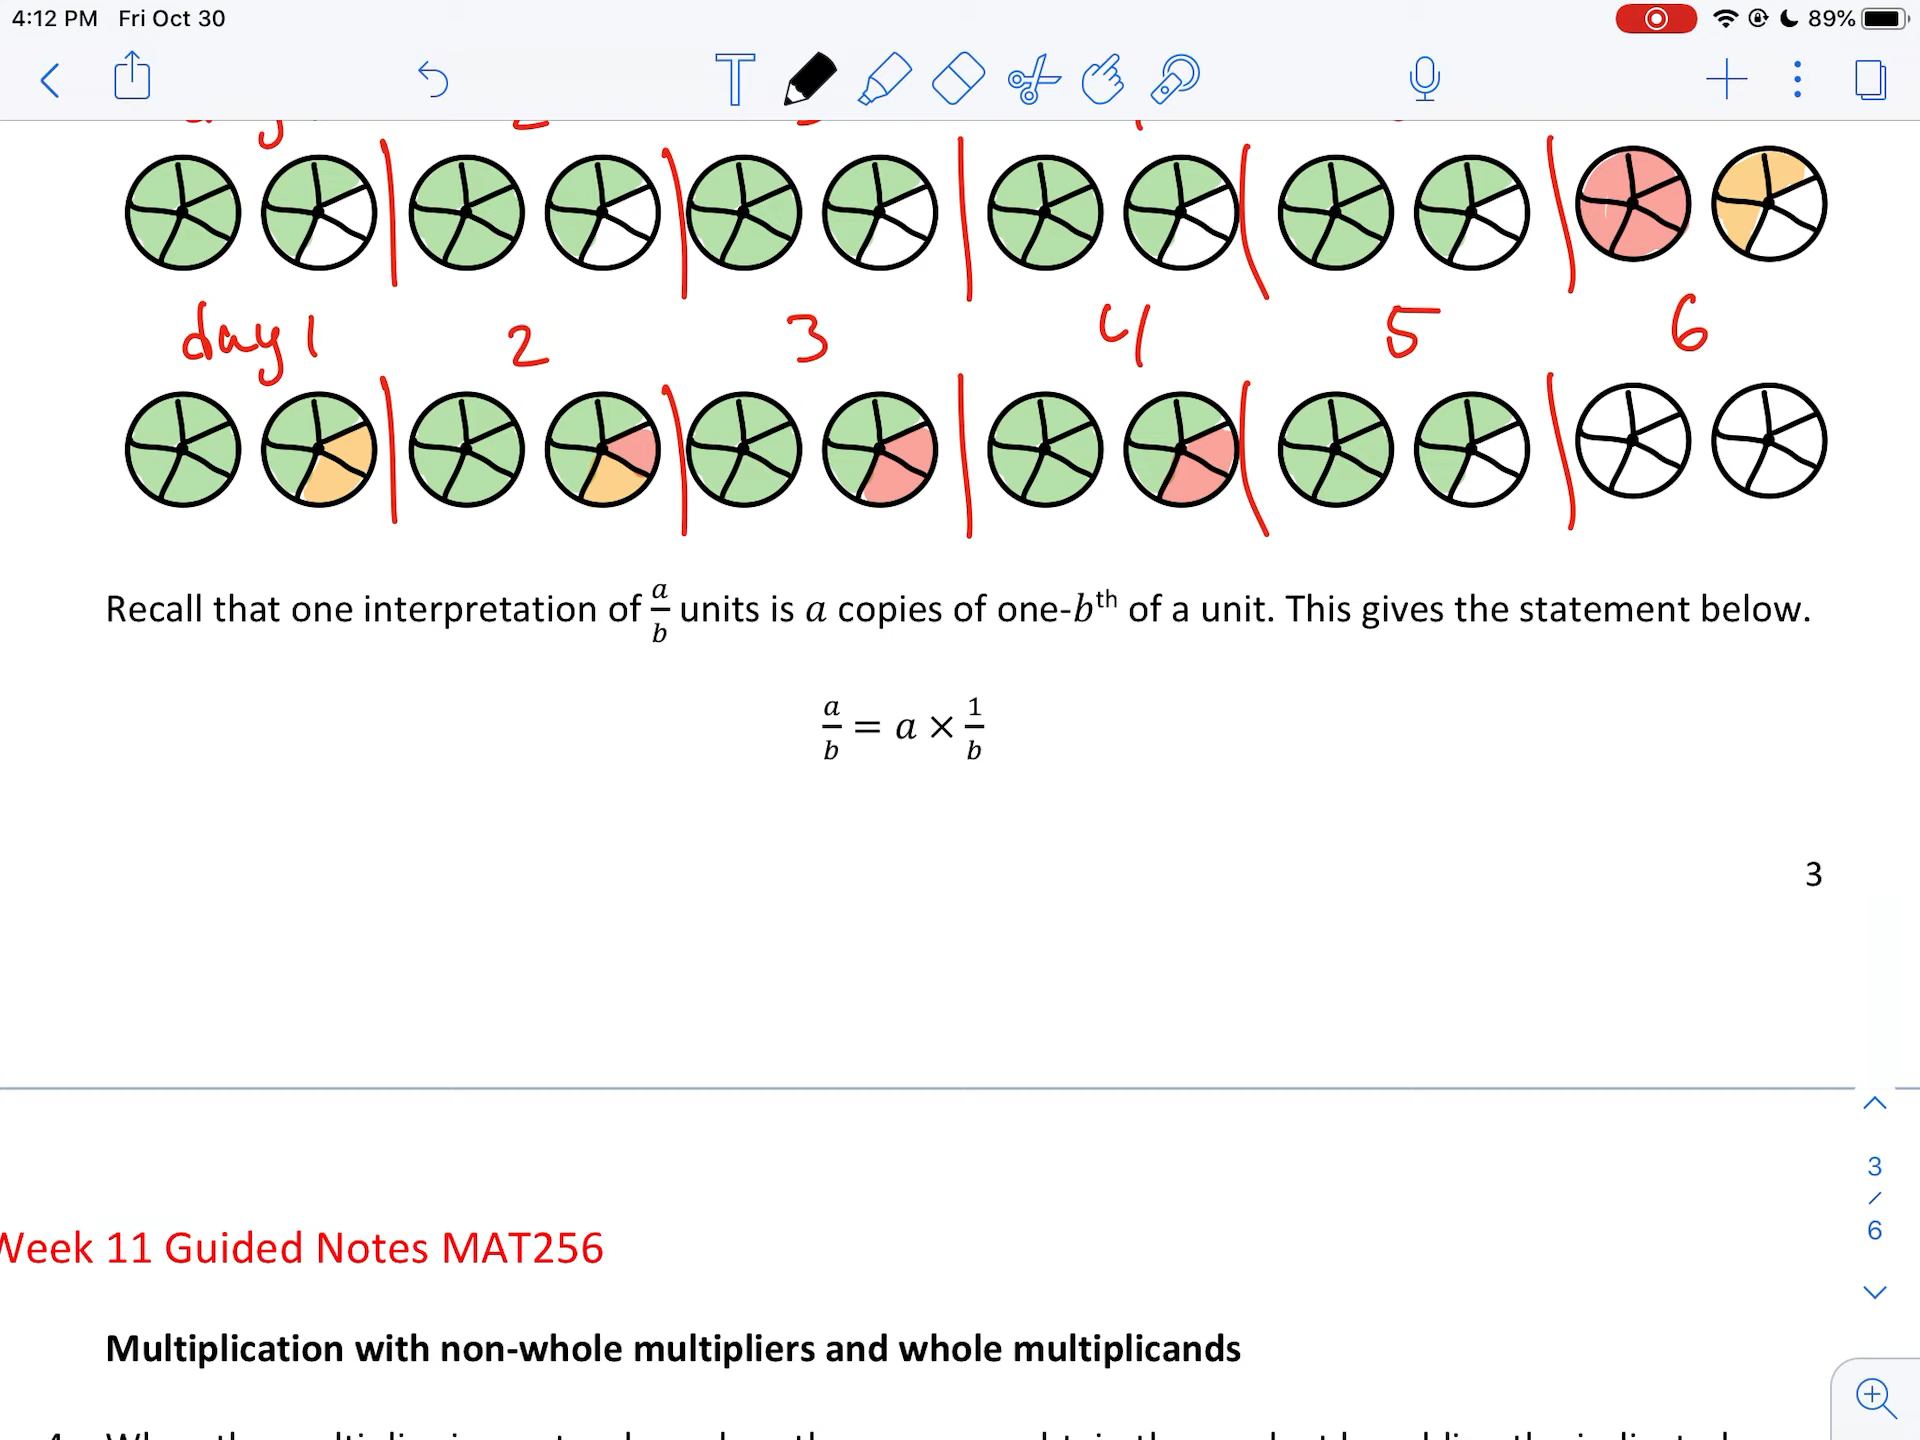 4:12 PM Fri Oct 30 89%
day 1 2 3 4 5 6
Recall that one interpretation of a/b units is a copies of one-bᵗʰ of a unit. This gives the statement below.
a/b = a × 1/b
3
3
/
6
Week 11 Guided Notes MAT256
Multiplication with non-whole multipliers and whole multiplicands